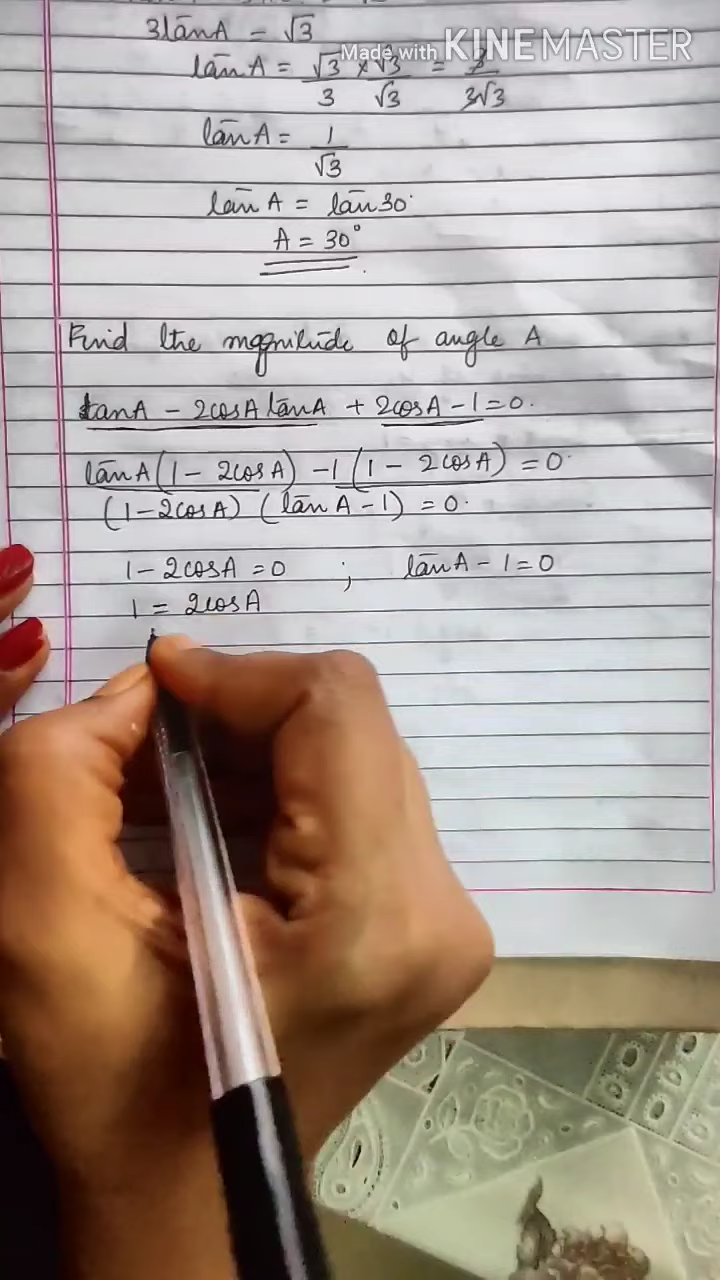 3tanA = √3
Made with KINEMASTER
tanA = √3/3 × √3/√3 = 3/3√3
tanA = 1/√3
tan A = tan30°
A = 30°
Find the magnitude of angle A
tanA - 2cosA tanA + 2cosA - 1 = 0.
tanA(1 - 2cosA) - 1(1 - 2cosA) = 0
(1-2cosA) (tanA - 1) = 0.
1 - 2cosA = 0 ; tanA - 1 = 0
1 = 2cosA